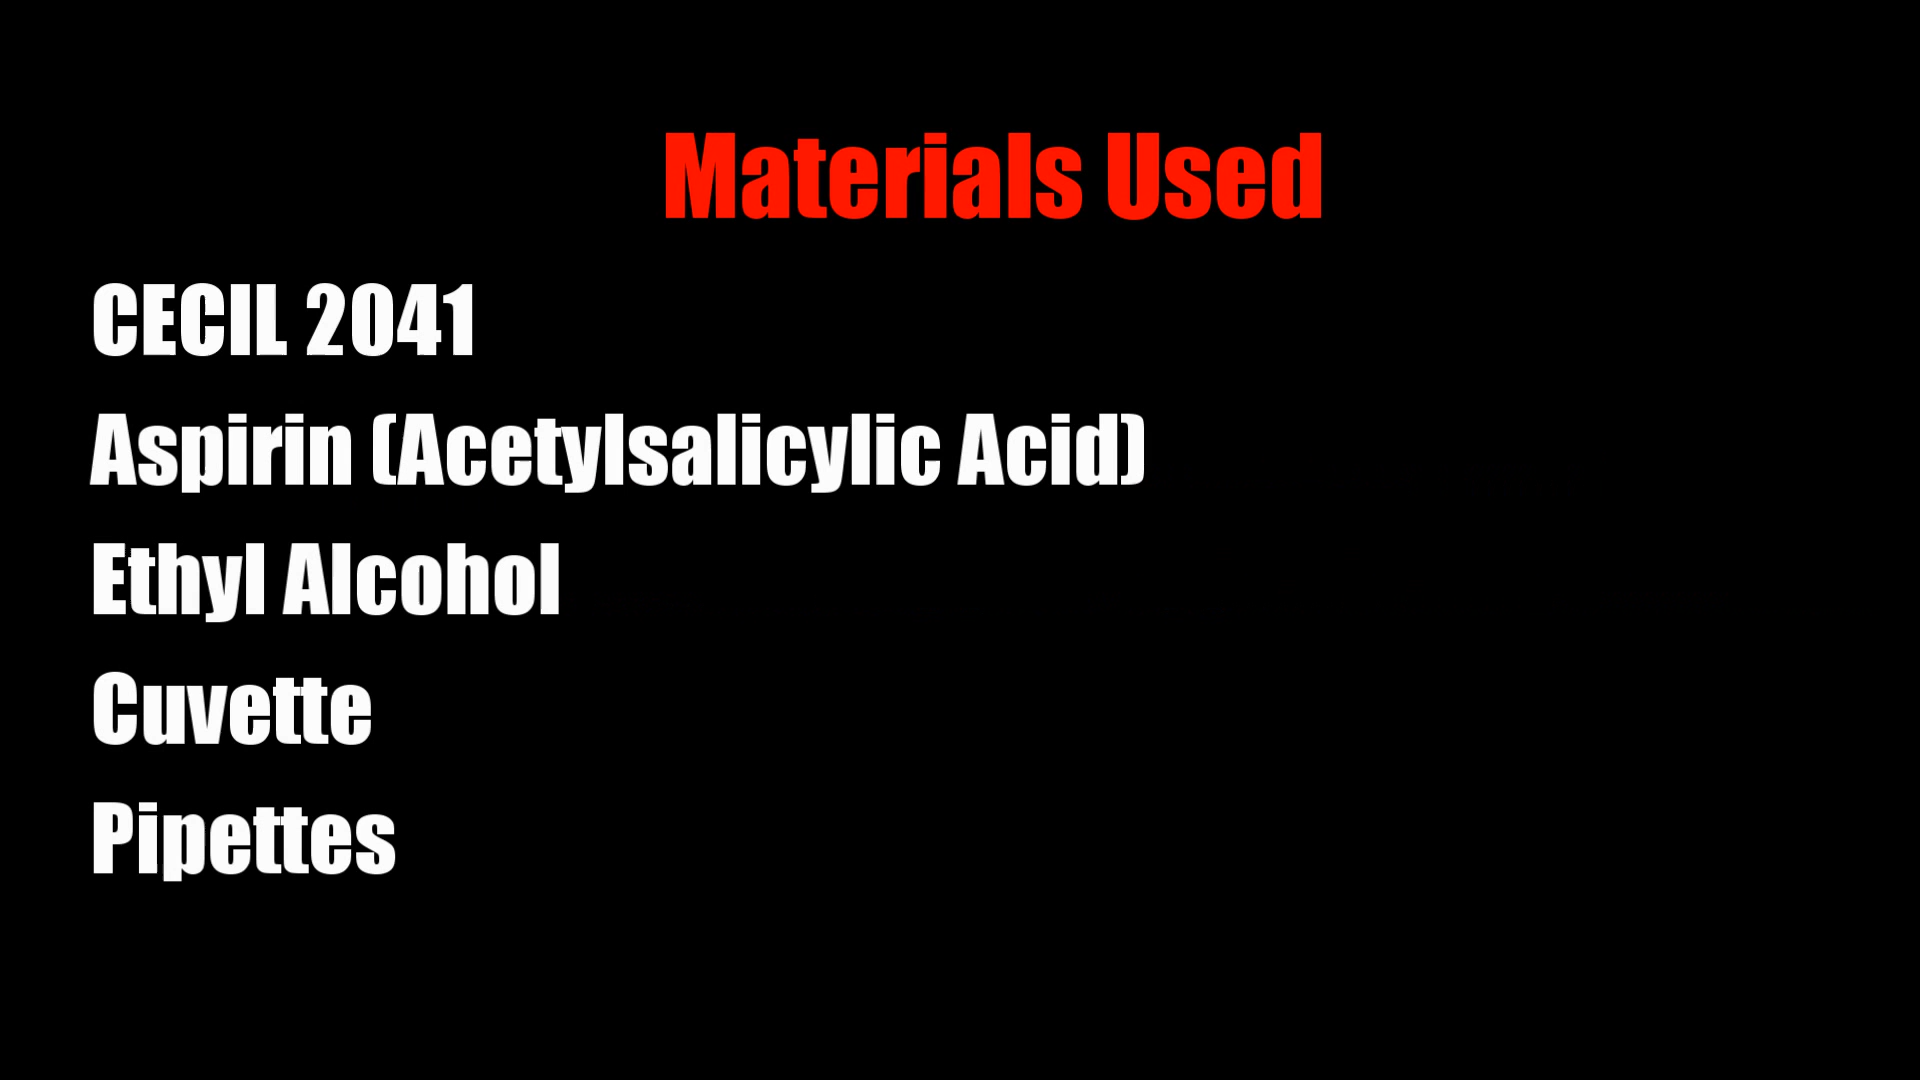 Materials Used
CECIL 2041
Aspirin (Acetylsalicylic Acid)
Ethyl Alcohol
Cuvette
Pipettes